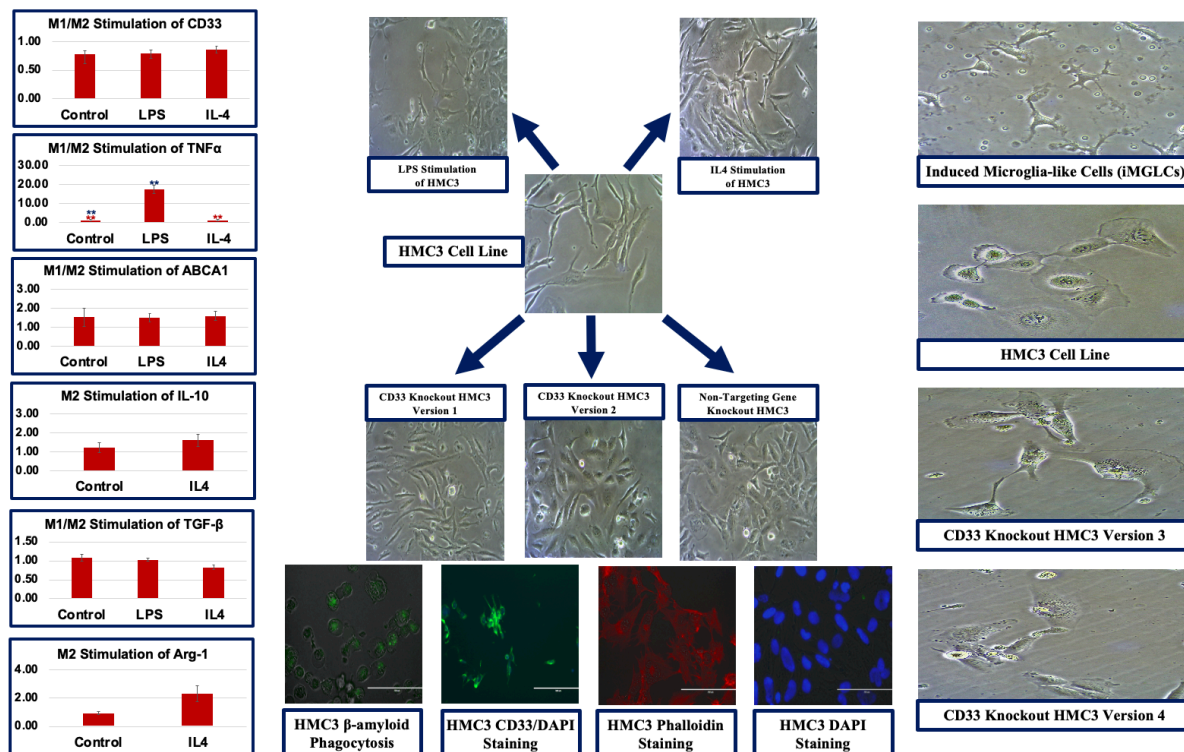 M1/M2 Stimulation of CD33
1.00
0.50
0.00
Control LPS IL-4
M1/M2 Stimulation of TNFα
30.00
20.00
10.00
0.00
**
**
**
**
Control LPS IL-4
M1/M2 Stimulation of ABCA1
3.00
2.00
1.00
0.00
Control LPS IL4
M2 Stimulation of IL-10
3.00
2.00
1.00
0.00
Control IL4
M1/M2 Stimulation of TGF-β
1.50
1.00
0.50
0.00
Control LPS IL4
M2 Stimulation of Arg-1
4.00
2.00
0.00
Control IL4
LPS Stimulation
of HMC3
IL4 Stimulation
of HMC3
HMC3 Cell Line
CD33 Knockout HMC3
Version 1
CD33 Knockout HMC3
Version 2
Non-Targeting Gene
Knockout HMC3
HMC3 β-amyloid
Phagocytosis
HMC3 CD33/DAPI
Staining
HMC3 Phalloidin
Staining
HMC3 DAPI
Staining
Induced Microglia-like Cells (iMGLCs)
HMC3 Cell Line
CD33 Knockout HMC3 Version 3
CD33 Knockout HMC3 Version 4